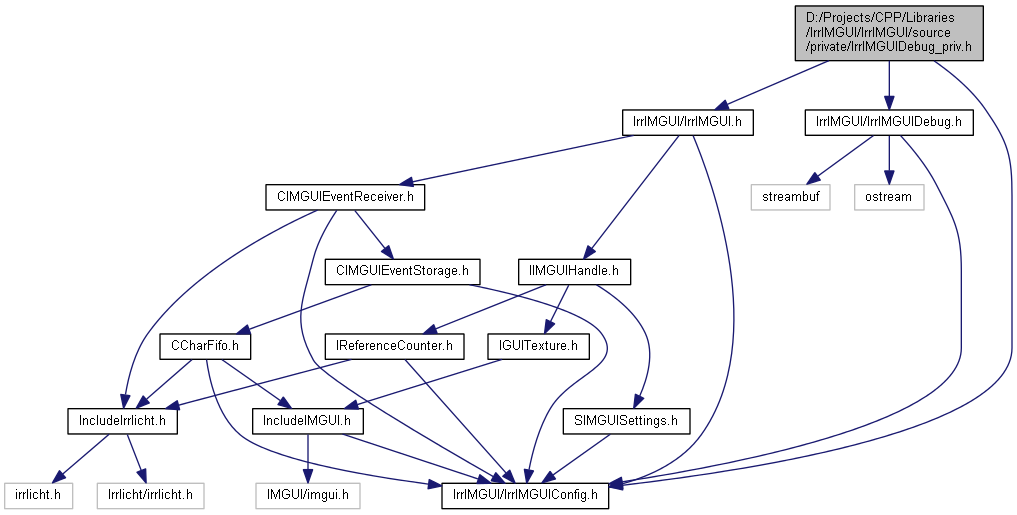 D:/Projects/CPP/Libraries
/IrrIMGUI/IrrIMGUI/source
/private/IrrIMGUIDebug_priv.h
IrrIMGUI/IrrIMGUI.h
IrrIMGUI/IrrIMGUIDebug.h
CIMGUIEventReceiver.h
streambuf
ostream
CIMGUIEventStorage.h
IIMGUIHandle.h
CCharFifo.h
IReferenceCounter.h
IGUITexture.h
IncludeIrrlicht.h
IncludeIMGUI.h
SIMGUISettings.h
irrlicht.h
Irrlicht/irrlicht.h
IMGUI/imgui.h
IrrIMGUI/IrrIMGUIConfig.h